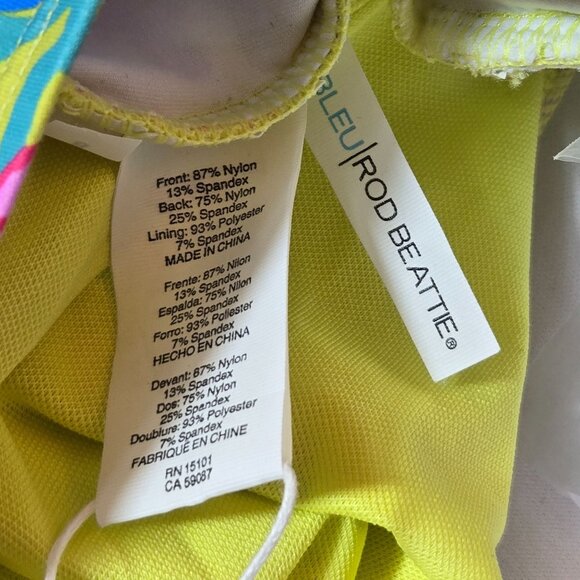 Front: 87% Nylon
13% Spandex
Back: 75% Nylon
25% Spandex
Lining: 93% Polyester
7% Spandex
MADE IN CHINA
Frente: 87% Nilon
13% Spandex
Espalda: 75% Nilon
25% Spandex
Forro: 93% Poliester
7% Spandex
HECHO EN CHINA
Devant: 87% Nylon
13% Spandex
Dos: 75% Nylon
25% Spandex
Doublure: 93% Polyester
7% Spandex
FABRIQUÉ EN CHINE
RN 15101
CA 59087
BLEU|ROD BEATTIE®